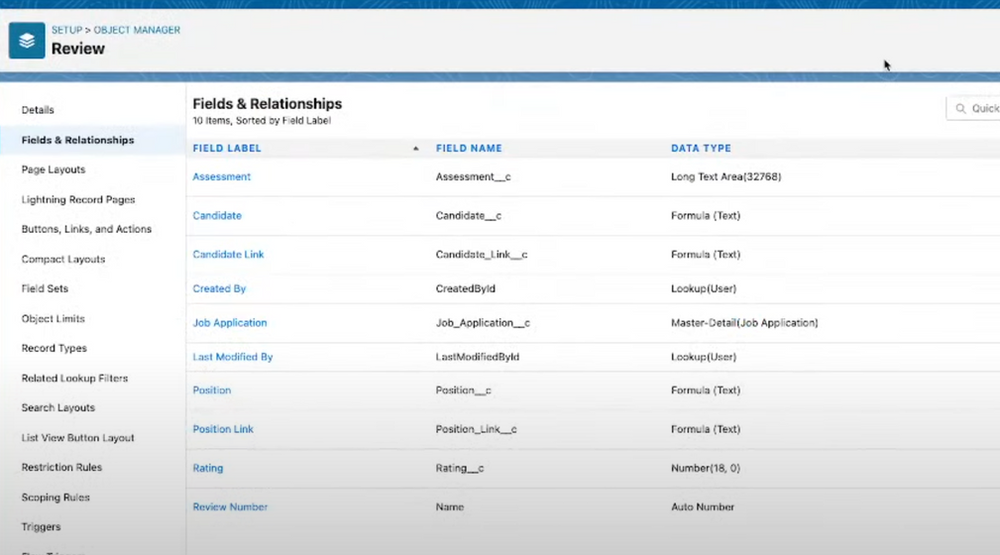 SETUP > OBJECT MANAGER
Review
Details
Fields & Relationships
Page Layouts
Lightning Record Pages
Buttons, Links, and Actions
Compact Layouts
Field Sets
Object Limits
Record Types
Related Lookup Filters
Search Layouts
List View Button Layout
Restriction Rules
Scoping Rules
Triggers
Fields & Relationships
10 Items, Sorted by Field Label
Quick
FIELD LABEL FIELD NAME DATA TYPE
Assessment Assessment__c Long Text Area(32768)
Candidate Candidate__c Formula (Text)
Candidate Link Candidate_Link__c Formula (Text)
Created By CreatedById Lookup(User)
Job Application Job_Application__c Master-Detail(Job Application)
Last Modified By LastModifiedById Lookup(User)
Position Position__c Formula (Text)
Position Link Position_Link__c Formula (Text)
Rating Rating__c Number(18, 0)
Review Number Name Auto Number